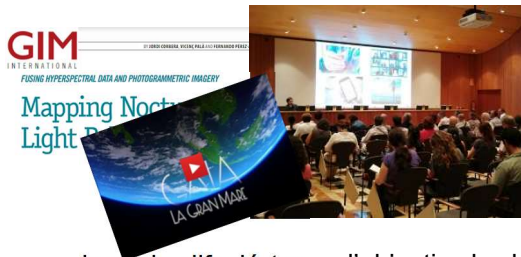 GIM
INTERNATIONAL
BY JORDI CORBERA, VICENÇ PALÀ AND FERNANDO PÉREZ
FUSING HYPERSPECTRAL DATA AND PHOTOGRAMMETRIC IMAGERY
Mapping
Light
GAIA
LA GRAN MARE